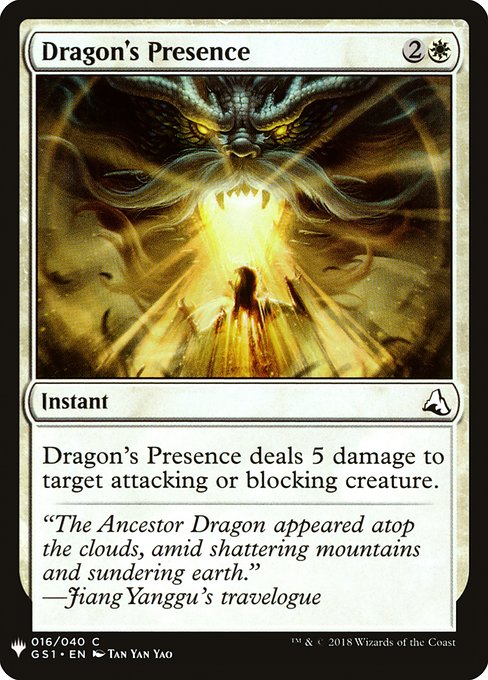 Dragon's Presence 2
Instant
Dragon's Presence deals 5 damage to
target attacking or blocking creature.
“The Ancestor Dragon appeared atop
the clouds, amid shattering mountains
and sundering earth.”
—Jiang Yanggu's travelogue
016/040 C
GS1 • EN Tan Yan Yao
™ & © 2018 Wizards of the Coast